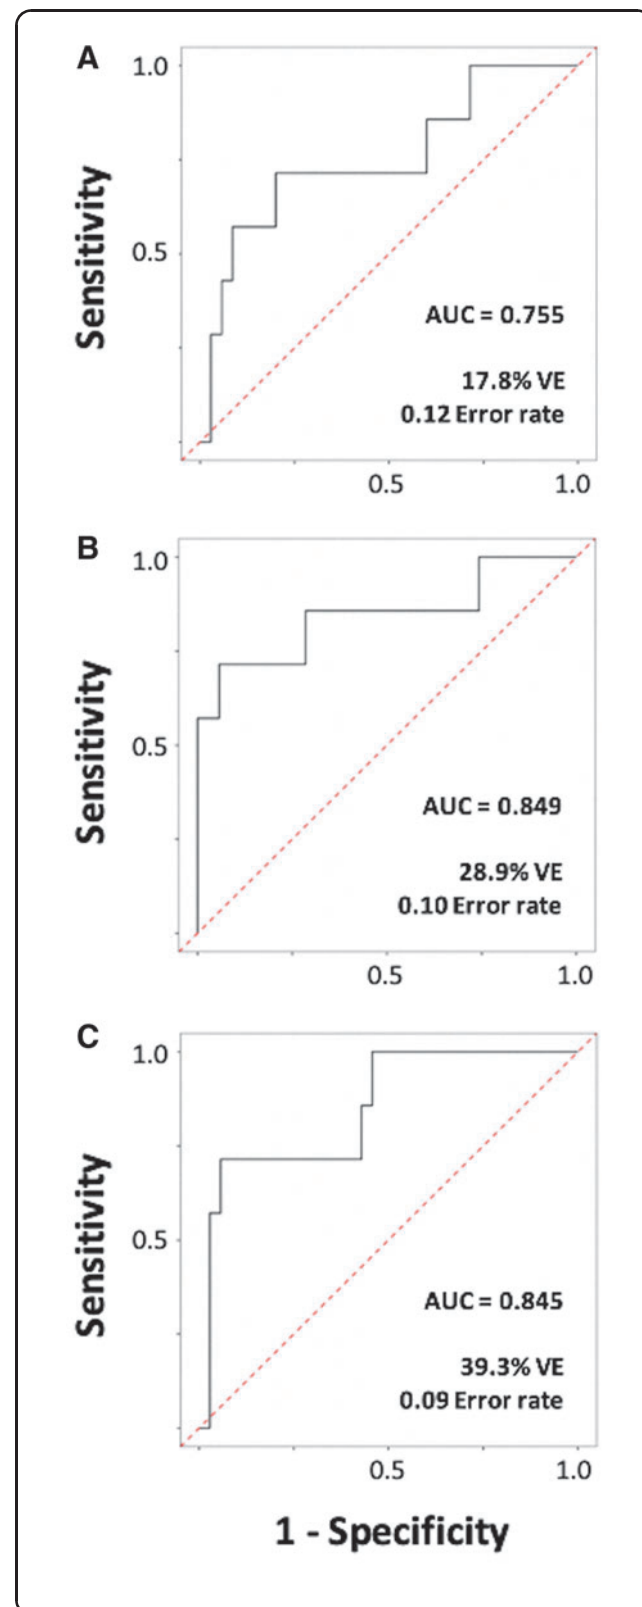 A
1.0
Sensitivity
0.5
AUC = 0.755
17.8% VE
0.12 Error rate
0.5 1.0
B
1.0
Sensitivity
0.5
AUC = 0.849
28.9% VE
0.10 Error rate
0.5 1.0
C
1.0
Sensitivity
0.5
AUC = 0.845
39.3% VE
0.09 Error rate
0.5 1.0
1 - Specificity